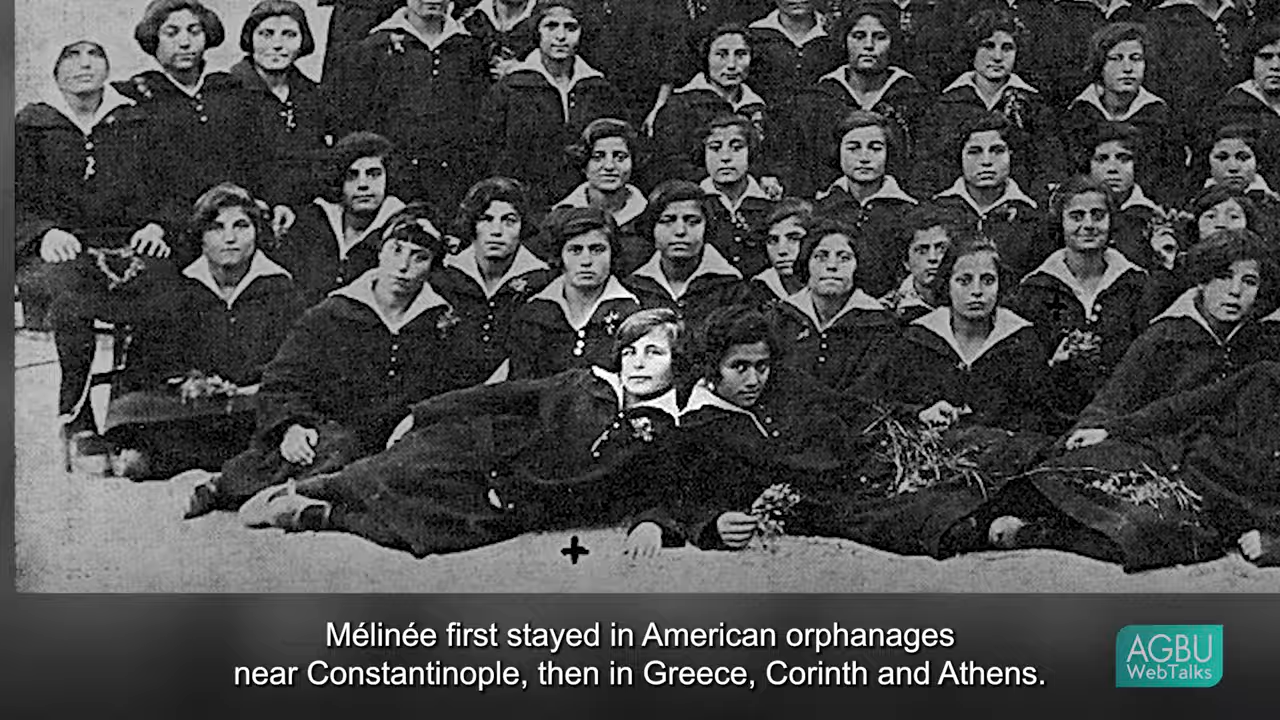 Mélinée first stayed in American orphanages
near Constantinople, then in Greece, Corinth and Athens.
AGBU
WebTalks